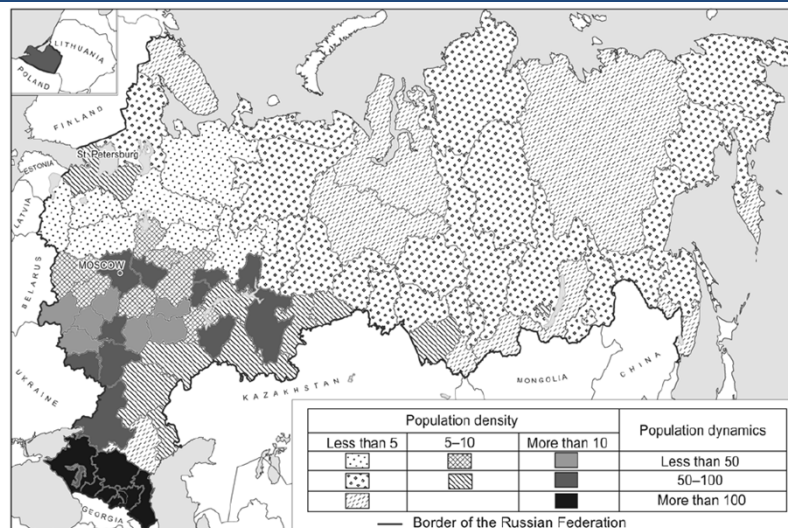 LITHUANIA
POLAND
FINLAND
St. Petersburg
ESTONIA
LATVIA
MOSCOW
BELARUS
UKRAINE
KAZAKHSTAN
MONGOLIA
CHINA
GEORGIA
Population density
Population dynamics
Less than 5
5–10
More than 10
Less than 50
50–100
More than 100
Border of the Russian Federation